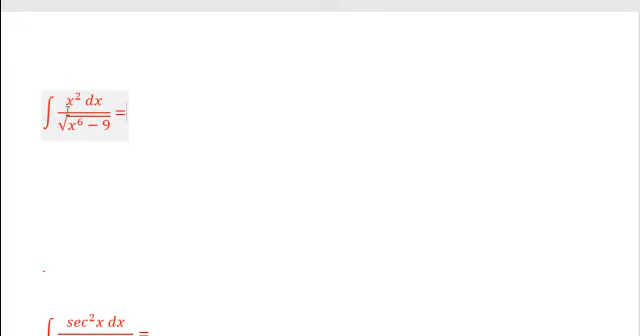 ∫ x² dx / √(x⁶ − 9) =
∫ sec²x dx =